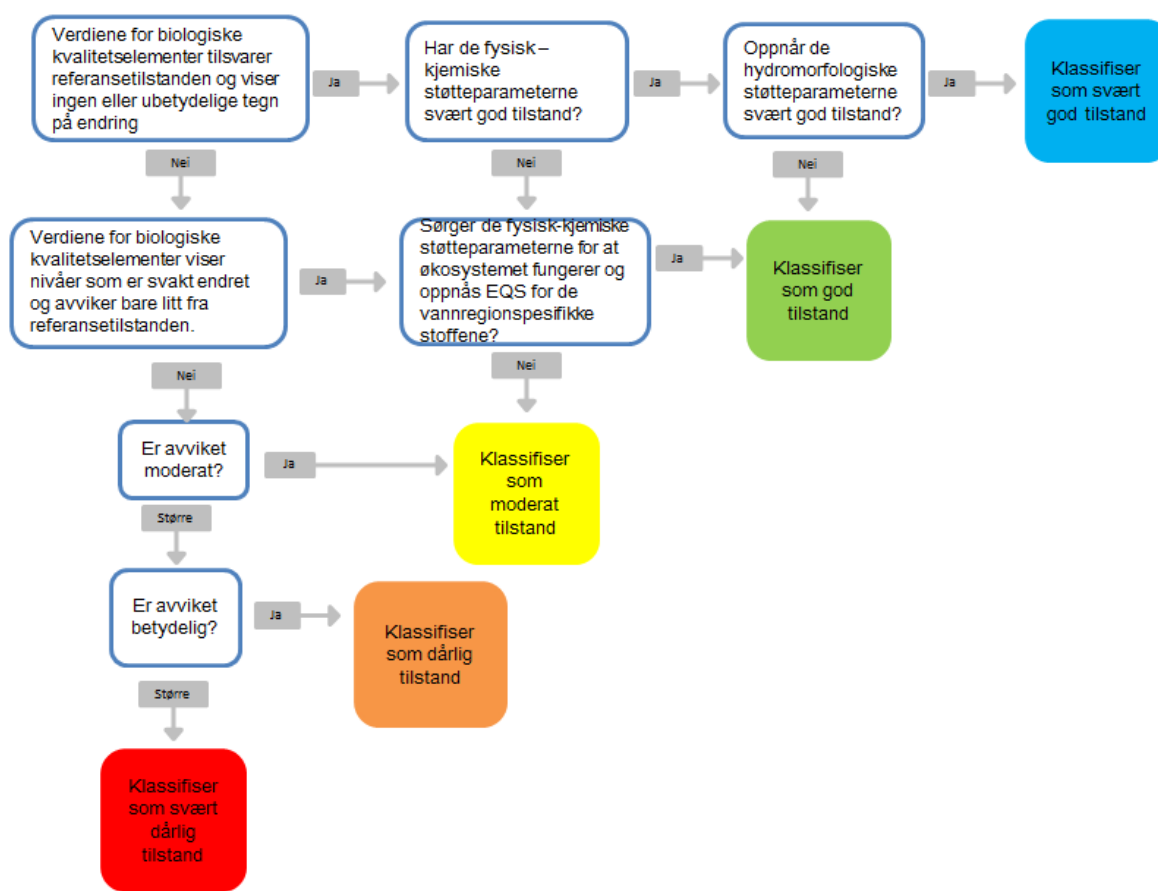 Verdiene for biologiske
kvalitetselementer tilsvarer
referansetilstanden og viser
ingen eller ubetydelige tegn
på endring
Ja
Har de fysisk –
kjemiske
støtteparameterne
svært god tilstand?
Ja
Oppnår de
hydromorfologiske
støtteparameterne
svært god tilstand?
Ja
Klassifiser
som svært
god tilstand
Nei
Nei
Nei
Verdiene for biologiske
kvalitetselementer viser
nivåer som er svakt endret
og avviker bare litt fra
referansetilstanden.
Ja
Sørger de fysisk-kjemiske
støtteparameterne for at
økosystemet fungerer og
oppnås EQS for de
vannregionspesifikke
stoffene?
Ja
Klassifiser
som god
tilstand
Nei
Nei
Er avviket
moderat?
Ja
Klassifiser
som
moderat
tilstand
Større
Er avviket
betydelig?
Ja
Klassifiser
som dårlig
tilstand
Større
Klassifiser
som svært
dårlig
tilstand